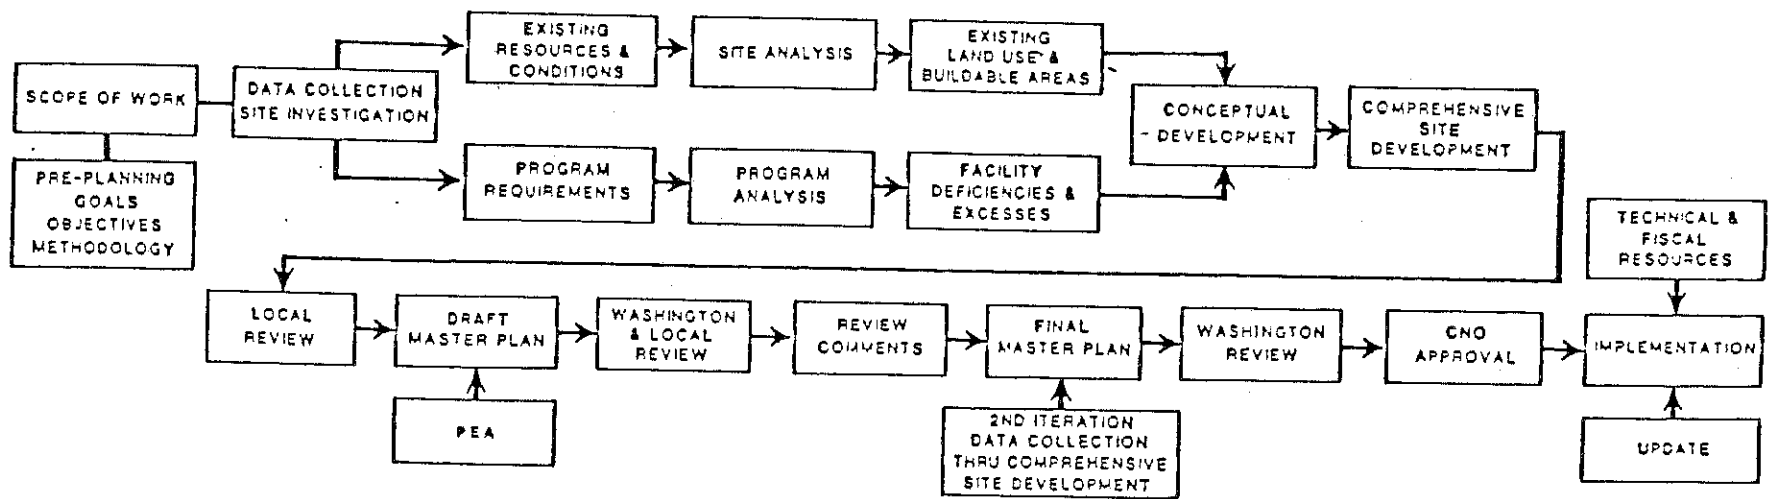 SCOPE OF WORK
PRE-PLANNING
GOALS
OBJECTIVES
METHODOLOGY
DATA COLLECTION
SITE INVESTIGATION
EXISTING
RESOURCES &
CONDITIONS
SITE ANALYSIS
EXISTING
LAND USE &
BUILDABLE AREAS
PROGRAM
REQUIREMENTS
PROGRAM
ANALYSIS
FACILITY
DEFICIENCIES &
EXCESSES
CONCEPTUAL
DEVELOPMENT
COMPREHENSIVE
SITE
DEVELOPMENT
LOCAL
REVIEW
DRAFT
MASTER PLAN
PEA
WASHINGTON
& LOCAL
REVIEW
REVIEW
COMMENTS
FINAL
MASTER PLAN
2ND ITERATION
DATA COLLECTION
THRU COMPREHENSIVE
SITE DEVELOPMENT
WASHINGTON
REVIEW
CNO
APPROVAL
TECHNICAL &
FISCAL
RESOURCES
IMPLEMENTATION
UPDATE